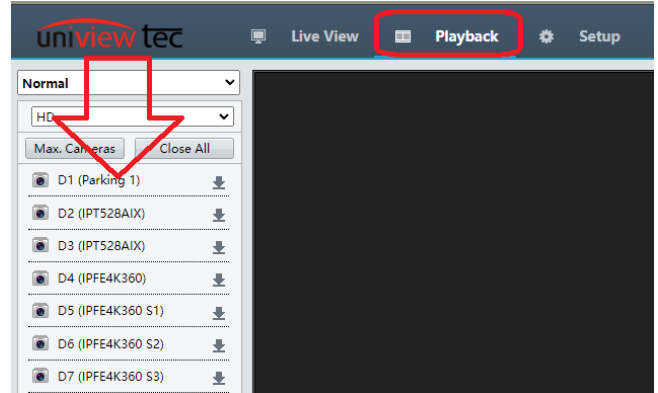 uniview tec
Live View
Playback
Setup
Normal
HD
Max. Cameras
Close All
D1 (Parking 1)
D2 (IPT528AIX)
D3 (IPT528AIX)
D4 (IPFE4K360)
D5 (IPFE4K360 S1)
D6 (IPFE4K360 S2)
D7 (IPFE4K360 S3)